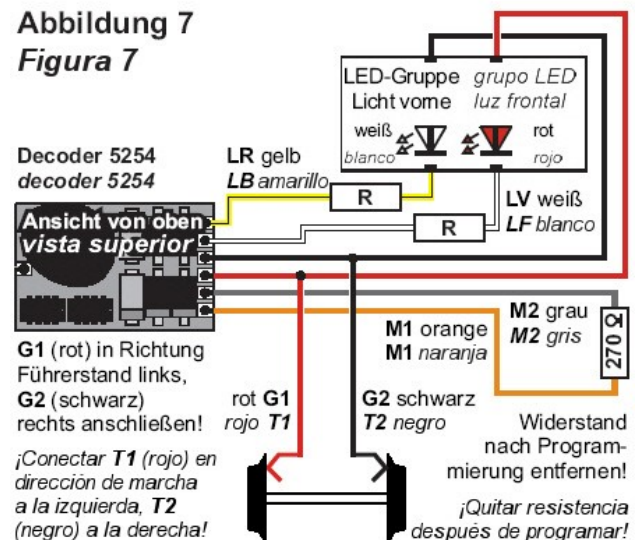 Abbildung 7
Figura 7
LED-Gruppe grupo LED
Licht vorne luz frontal
weiß rot
blanco rojo
Decoder 5254
decoder 5254
LR gelb
LB amarillo
R
R
LV weiß
LF blanco
Ansicht von oben
vista superior
M1 orange
M1 naranja
M2 grau
M2 gris
270 Ω
G1 (rot) in Richtung
Führerstand links,
G2 (schwarz)
rechts anschließen!
¡Conectar T1 (rojo) en
dirección de marcha
a la izquierda, T2
(negro) a la derecha!
rot G1
rojo T1
G2 schwarz
T2 negro
Widerstand
nach Program-
mierung entfernen!
¡Quitar resistencia
después de programar!